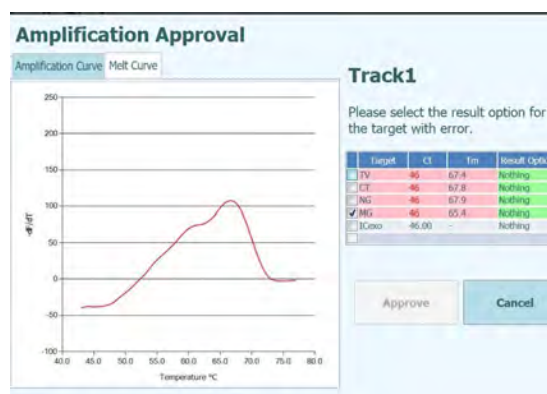 Amplification Approval
Amplification Curve Melt Curve
250
200
150
100
50
0
-50
-100
-dF/dT
40.0 45.0 50.0 55.0 60.0 65.0 70.0 75.0 80.0
Temperature °C
Track1
Please select the result option for
the target with error.
Target Ct Tm Result Optio
TV 46 67.4 Nothing
CT 46 67.8 Nothing
NG 46 67.9 Nothing
MG 46 65.4 Nothing
ICexo 46.00 - Nothing
Approve Cancel